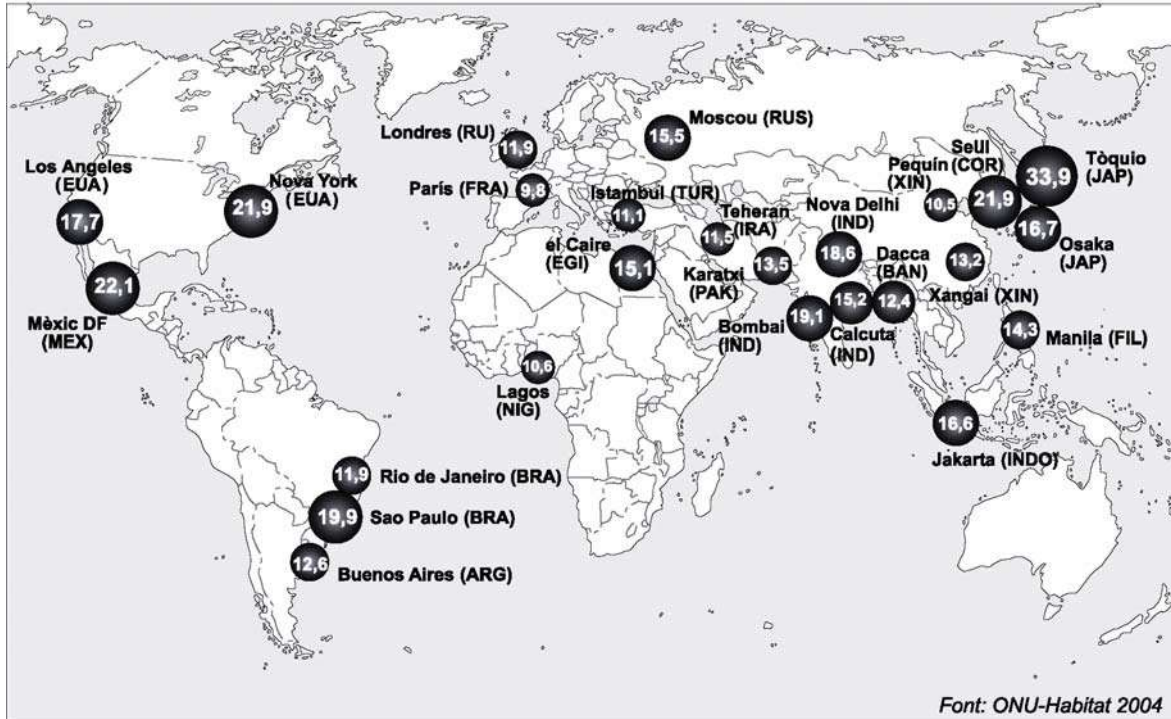 Los Angeles
(EUA)
17,7
Nova York
(EUA)
21,9
22,1
Mèxic DF
(MEX)
Londres (RU)
11,9
París (FRA)
9,8
Moscou (RUS)
15,5
Istambul (TUR)
11,1
el Caire
(EGI)
15,1
Teheran
(IRA)
11,5
Karatxi
(PAK)
13,5
Nova Delhi
(IND)
18,6
Bombai
(IND)
19,1
Calcuta
(IND)
15,2
Dacca
(BAN)
12,4
Pequín
(XIN)
10,5
Seül
(COR)
21,9
Tòquio
(JAP)
33,9
16,7
Osaka
(JAP)
13,2
Xangai (XIN)
14,3
Manila (FIL)
16,6
Jakarta (INDO)
10,6
Lagos
(NIG)
11,9
Rio de Janeiro (BRA)
19,9
Sao Paulo (BRA)
12,6
Buenos Aires (ARG)
Font: ONU-Habitat 2004